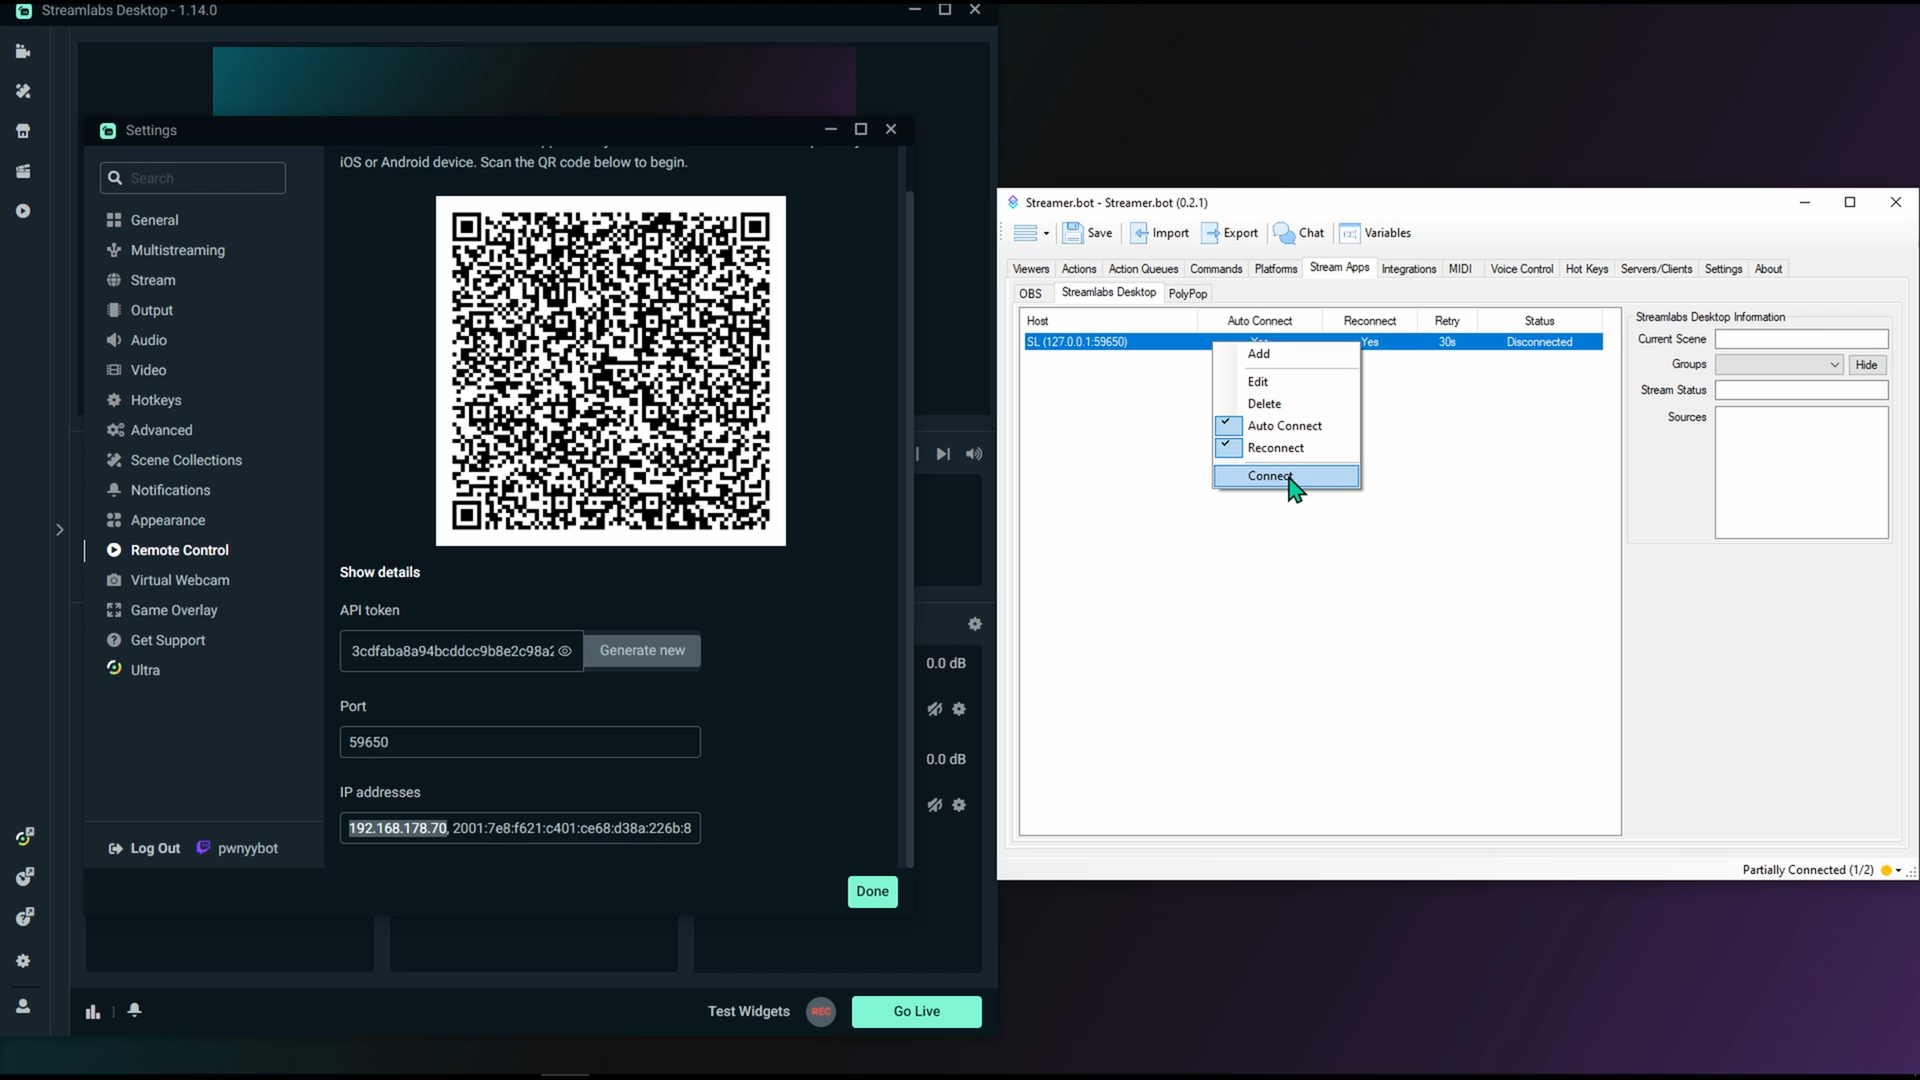 Streamlabs Desktop - 1.14.0
Settings
Search
General
Multistreaming
Stream
Output
Audio
Video
Hotkeys
Advanced
Scene Collections
Notifications
Appearance
Remote Control
Virtual Webcam
Game Overlay
Get Support
Ultra
Log Out
pwnyybot
iOS or Android device. Scan the QR code below to begin.
Show details
API token
3cdfaba8a94bcddcc9b8e2c98a2
Generate new
Port
59650
IP addresses
192.168.178.70, 2001:7e8:f621:c401:ce68:d38a:226b:8
Done
0.0 dB
0.0 dB
Test Widgets
REC
Go Live
Streamer.bot - Streamer.bot (0.2.1)
Save
Import
Export
Chat
Variables
Viewers
Actions
Action Queues
Commands
Platforms
Stream Apps
Integrations
MIDI
Voice Control
Hot Keys
Servers/Clients
Settings
About
OBS
Streamlabs Desktop
PolyPop
Host
Auto Connect
Reconnect
Retry
Status
SL (127.0.0.1:59650)
Yes
30s
Disconnected
Add
Edit
Delete
Auto Connect
Reconnect
Connect
Streamlabs Desktop Information
Current Scene
Groups
Hide
Stream Status
Sources
Partially Connected (1/2)